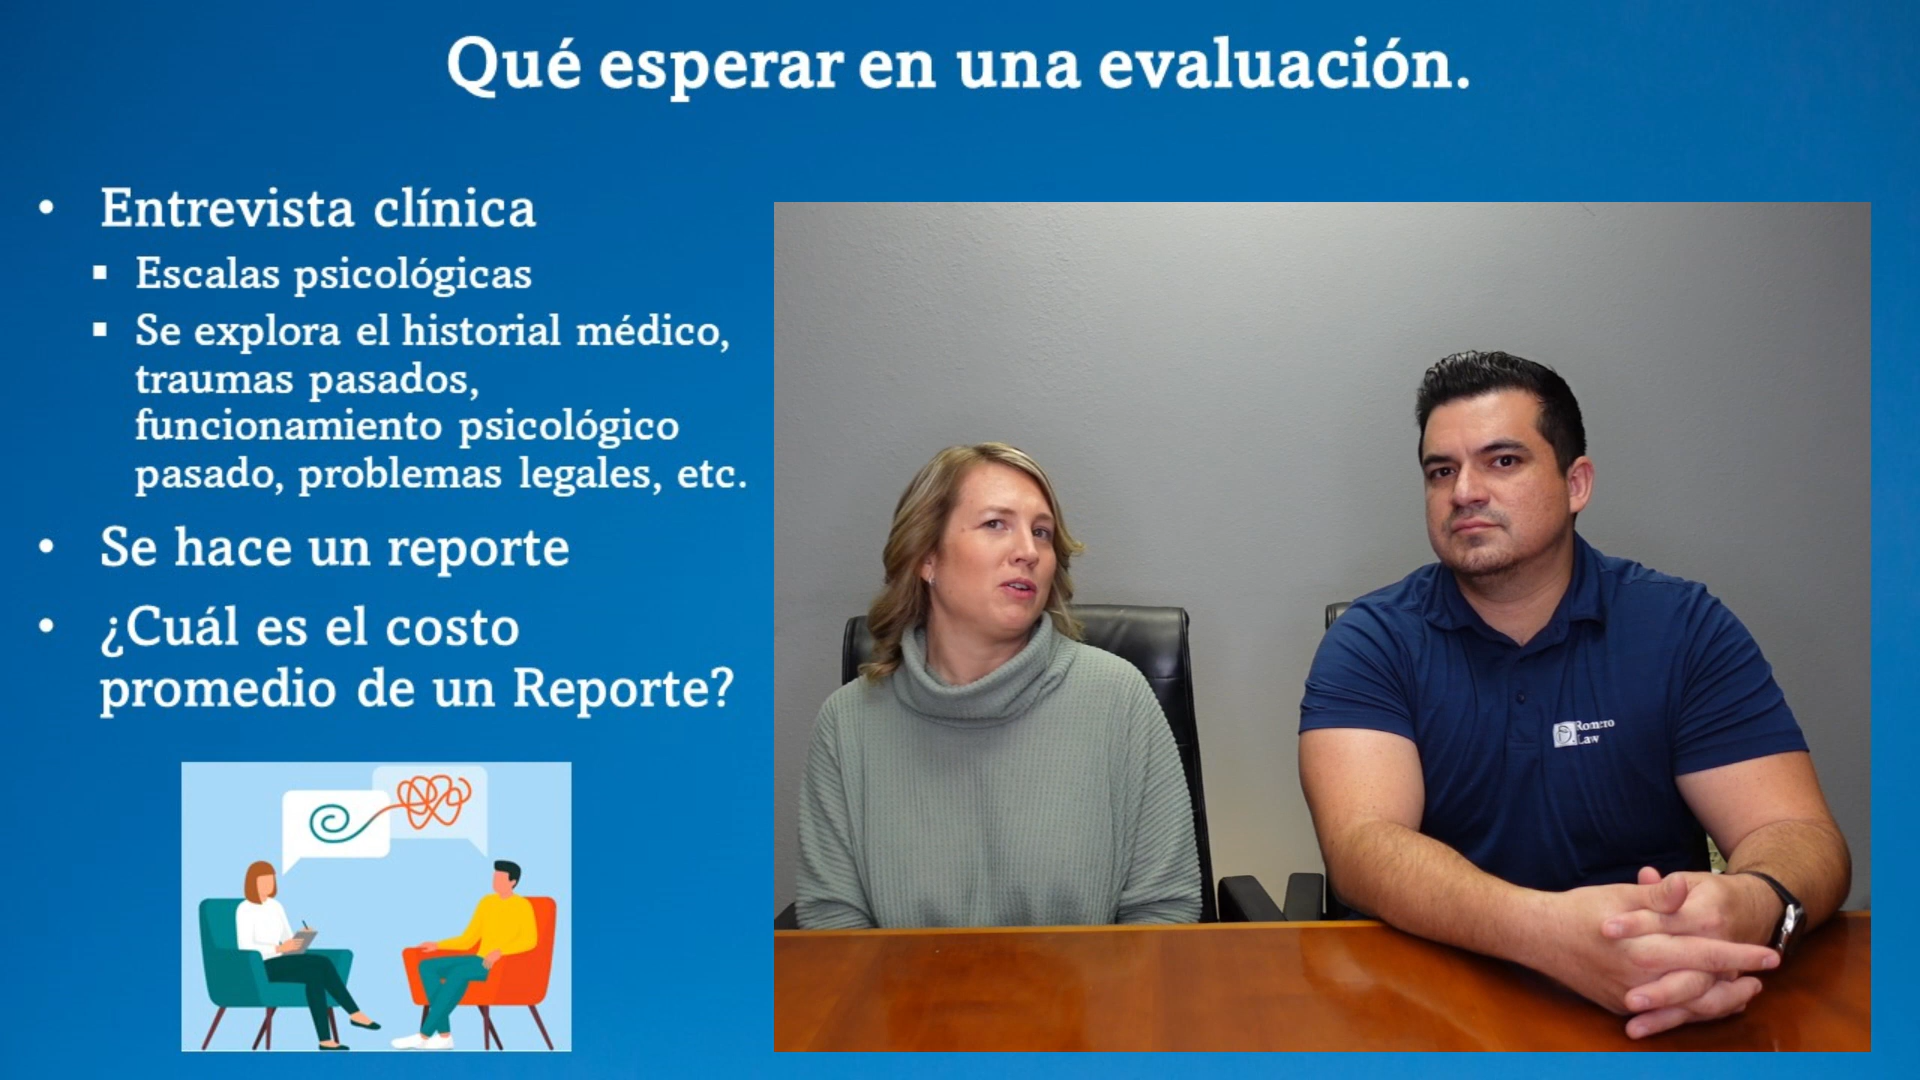 Qué esperar en una evaluación.
• Entrevista clínica
▪ Escalas psicológicas
▪ Se explora el historial médico,
traumas pasados,
funcionamiento psicológico
pasado, problemas legales, etc.
• Se hace un reporte
• ¿Cuál es el costo
promedio de un Reporte?
Romero
Law